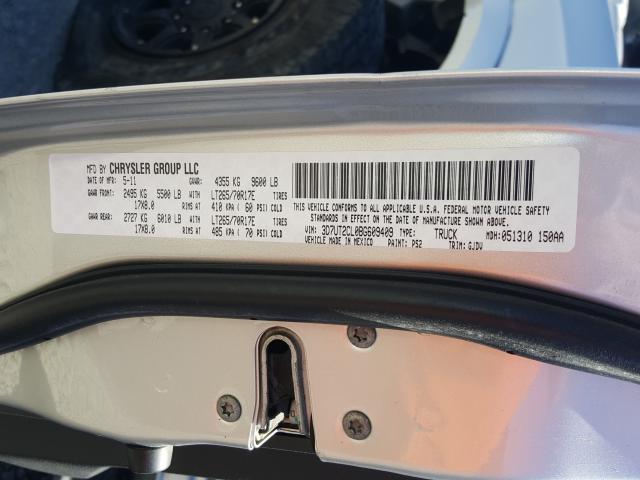 MFD BY CHRYSLER GROUP LLC
DATE OF MFR: 5-11 GVWR: 4355 KG 9600 LB
GAWR FRONT: 2495 KG 5500 LB LT265/70R17E TIRES
17X8.0 RIMS AT 410 KPA ( 60 PSI) COLD
GAWR REAR: 2727 KG 6010 LB LT265/70R17E TIRES
17X8.0 RIMS AT 485 KPA ( 70 PSI) COLD
THIS VEHICLE CONFORMS TO ALL APPLICABLE U.S.A. FEDERAL MOTOR VEHICLE SAFETY
STANDARDS IN EFFECT ON THE DATE OF MANUFACTURE SHOWN ABOVE.
VIN: 3D7UT2CL0BG609409 TYPE: TRUCK MDH: 051310 150AA
VEHICLE MADE IN MEXICO PAINT: PS2 TRIM: GJDV